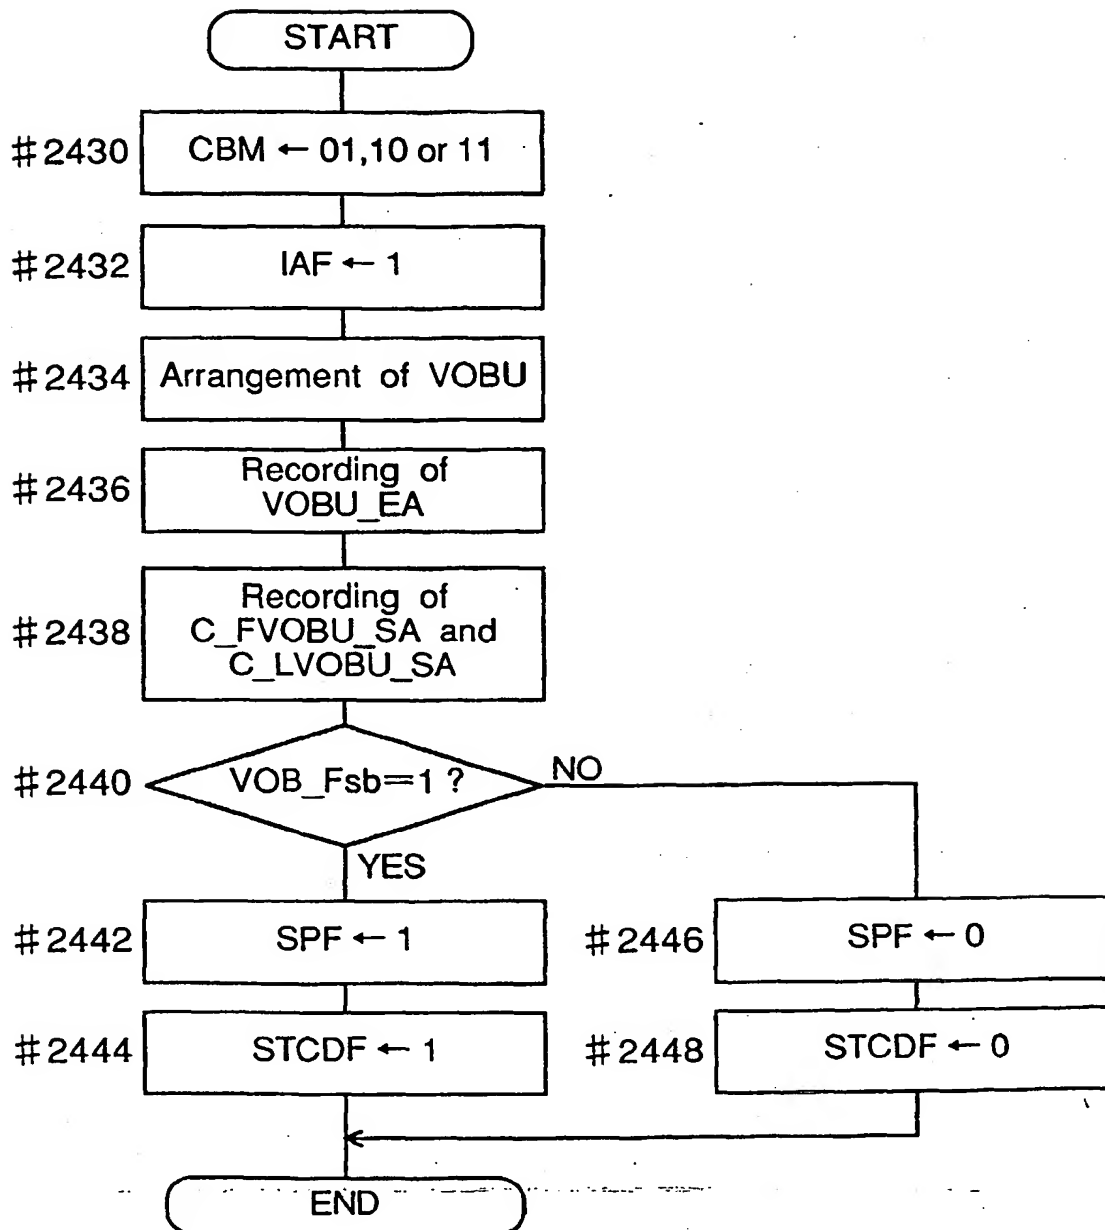 START
#2430
CBM ← 01,10 or 11
#2432
IAF ← 1
#2434
Arrangement of VOBU
#2436
Recording of
VOBU_EA
#2438
Recording of
C_FVOBU_SA and
C_LVOBU_SA
#2440
VOB_Fsb=1 ?
NO
YES
#2442
SPF ← 1
#2446
SPF ← 0
#2444
STCDF ← 1
#2448
STCDF ← 0
END